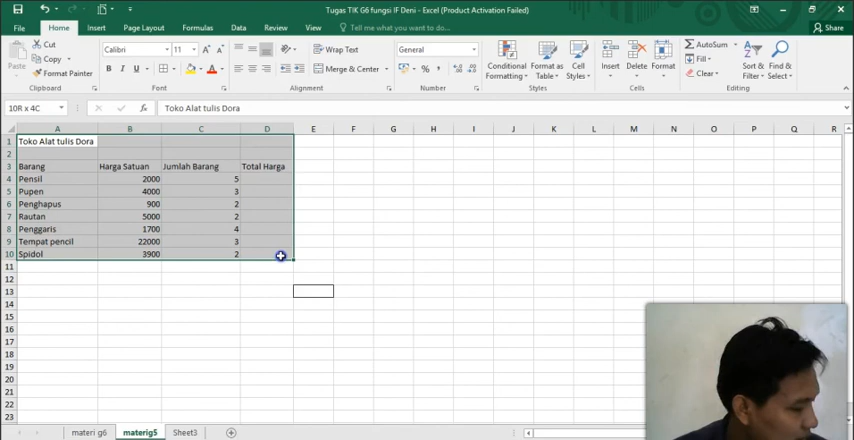 Tugas TIK G6 fungsi IF Deni - Excel (Product Activation Failed)
File Home Insert Page Layout Formulas Data Review View Tell me what you want to do... Share
Cut
Copy
Format Painter
Paste
Clipboard
Calibri 11
B I U
Font
Wrap Text
Merge & Center
Alignment
General
Number
Conditional Formatting
Format as Table
Cell Styles
Styles
Insert Delete Format
Cells
AutoSum
Fill
Clear
Sort & Filter
Find & Select
Editing
10R x 4C fx Toko Alat tulis Dora
A B C D E F G H I J K L M N O P Q R
1 Toko Alat tulis Dora
2
3 Barang Harga Satuan Jumlah Barang Total Harga
4 Pensil 2000 5
5 Pupen 4000 3
6 Penghapus 900 2
7 Rautan 5000 2
8 Penggaris 1700 4
9 Tempat pencil 22000 3
10 Spidol 3900 2
11
12
13
14
15
16
17
18
19
20
21
22
23
materi g6 materig5 Sheet3